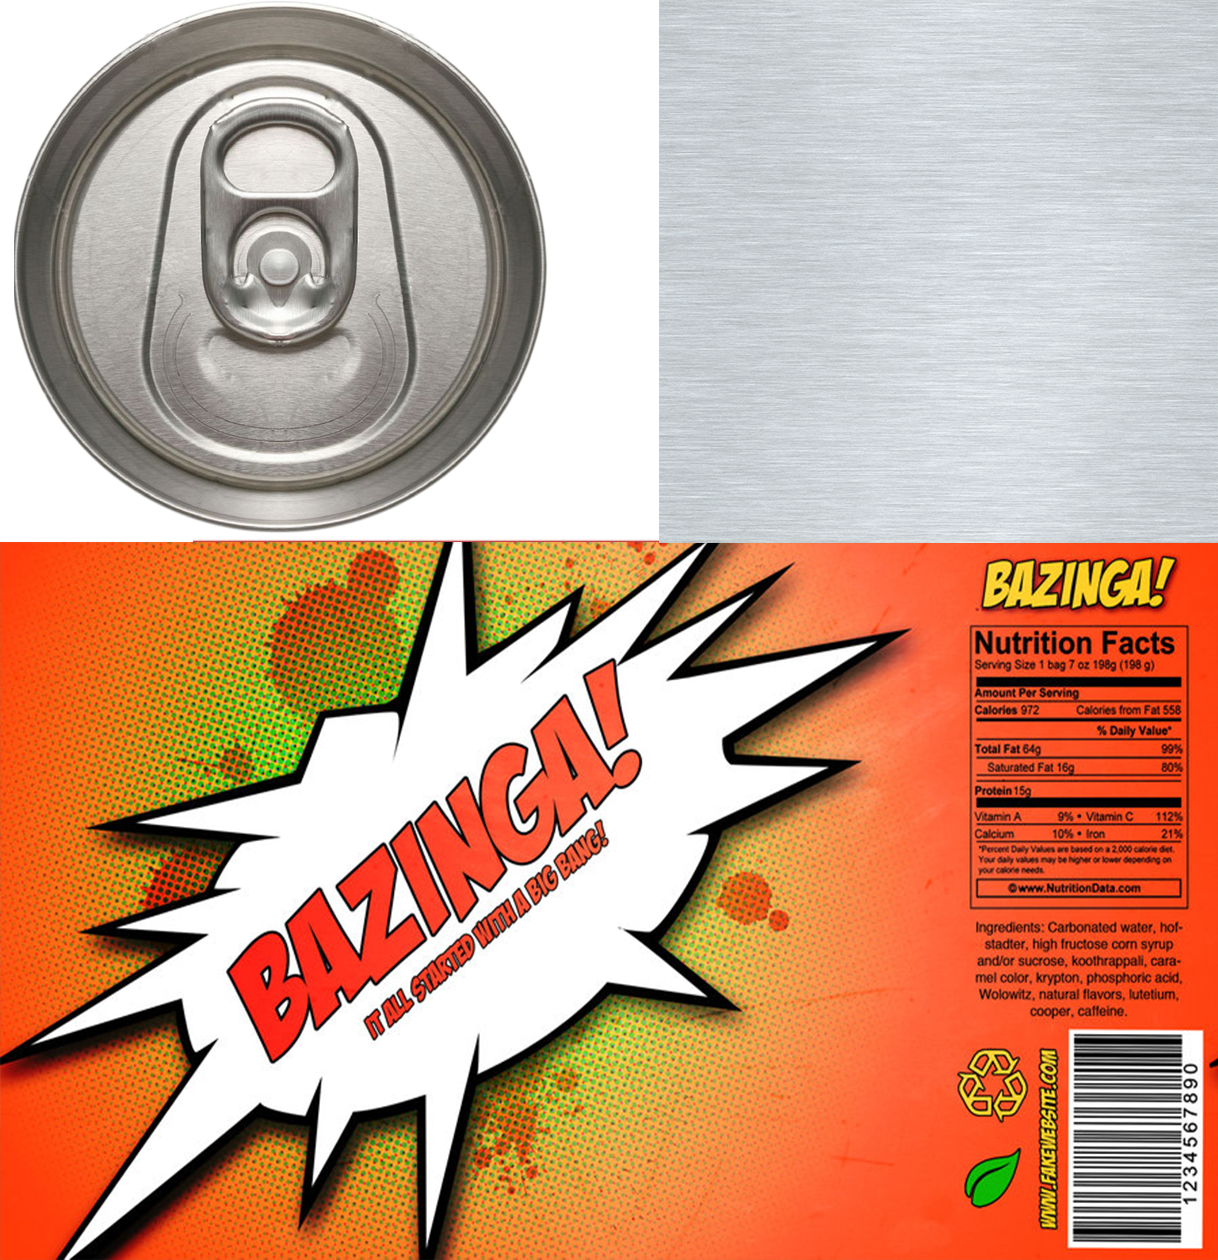 BAZINGA!
IT ALL STARTED WITH A BIG BANG!
BAZINGA!
Nutrition Facts
Serving Size 1 bag 7 oz 198g (198 g)
Amount Per Serving
Calories 972 Calories from Fat 558
% Daily Value*
Total Fat 64g 99%
Saturated Fat 16g 80%
Protein 15g
Vitamin A 9% • Vitamin C 112%
Calcium 10% • Iron 21%
*Percent Daily Values are based on a 2,000 calorie diet.
Your daily values may be higher or lower depending on
your calorie needs.
©www.NutritionData.com
Ingredients: Carbonated water, hof-
stadter, high fructose corn syrup
and/or sucrose, koothrappali, cara-
mel color, krypton, phosphoric acid,
Wolowitz, natural flavors, lutetium,
cooper, caffeine.
WWW.FAKEWEBSITE.COM
1234567890